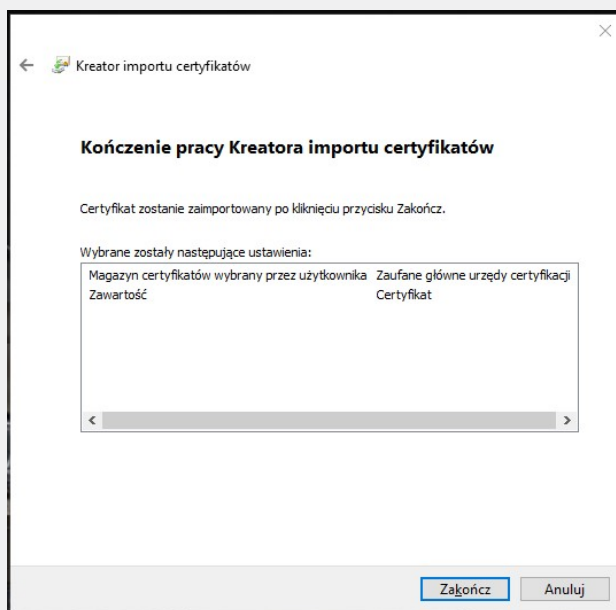 Kreator importu certyfikatów
Kończenie pracy Kreatora importu certyfikatów
Certyfikat zostanie zaimportowany po kliknięciu przycisku Zakończ.
Wybrane zostały następujące ustawienia:
Magazyn certyfikatów wybrany przez użytkownika Zaufane główne urzędy certyfikacji
Zawartość Certyfikat
Zakończ Anuluj